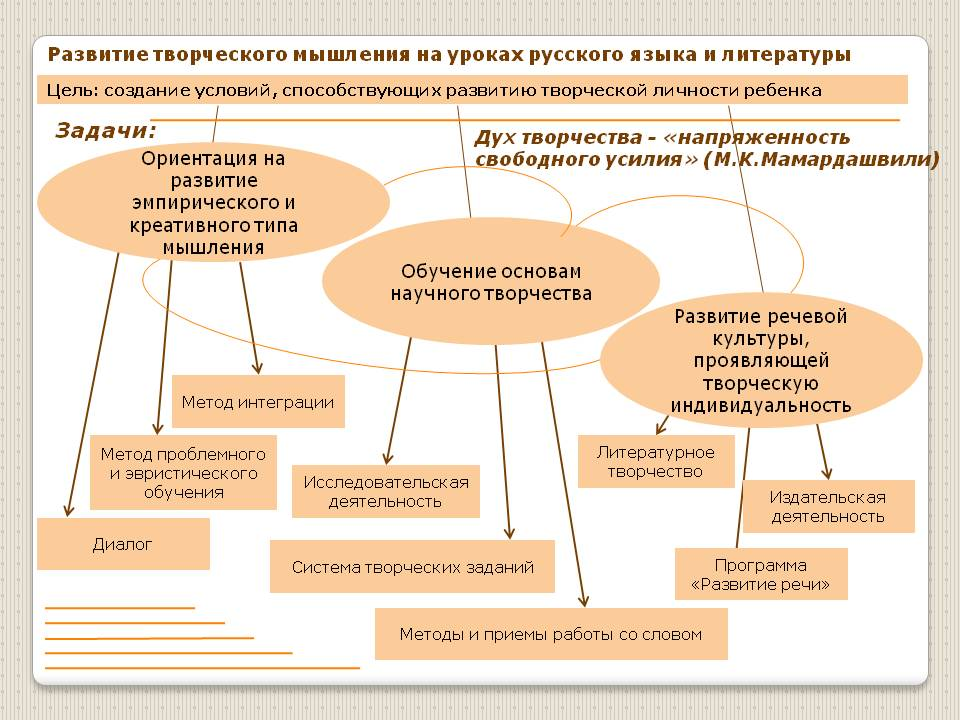 Развитие творческого мышления на уроках русского языка и литературы
Цель: создание условий, способствующих развитию творческой личности ребенка
Задачи:
Дух творчества - «напряженность
свободного усилия» (М.К.Мамардашвили)
Ориентация на
развитие
эмпирического и
креативного типа
мышления
Обучение основам
научного творчества
Развитие речевой
культуры,
проявляющей
творческую
индивидуальность
Метод интеграции
Метод проблемного
и эвристического
обучения
Диалог
Исследовательская
деятельность
Система творческих заданий
Методы и приемы работы со словом
Литературное
творчество
Издательская
деятельность
Программа
«Развитие речи»